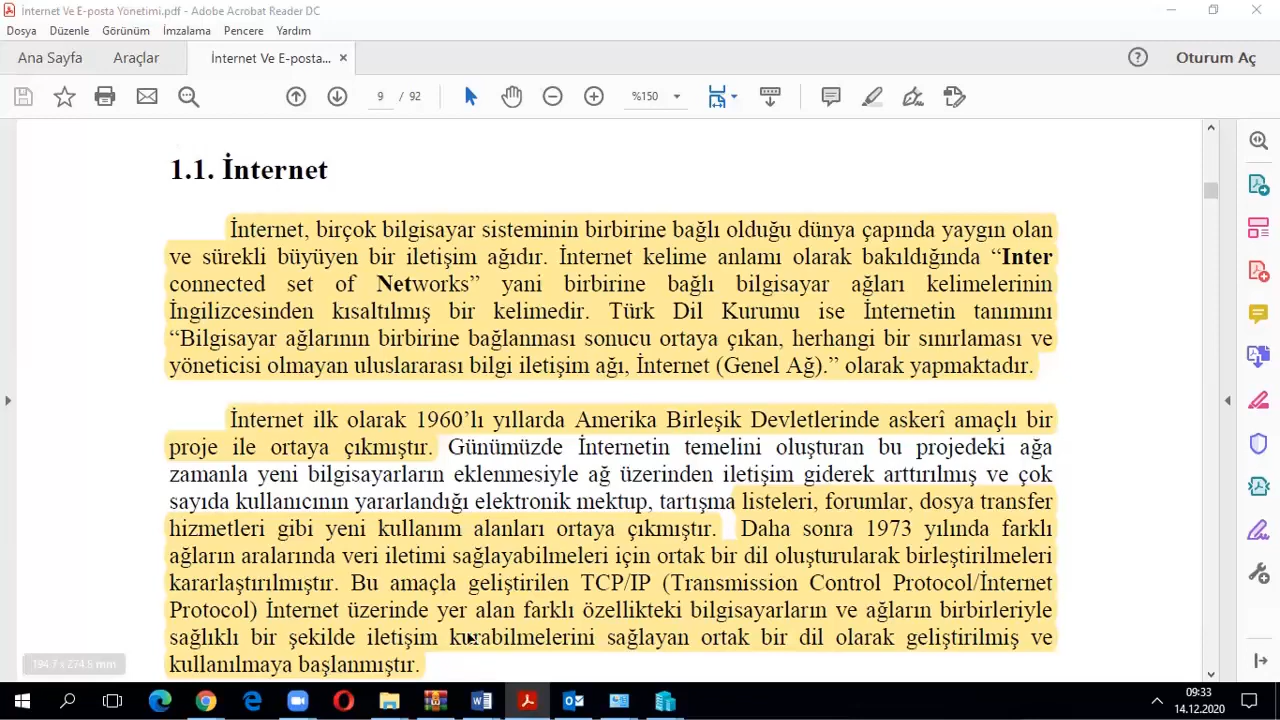 İnternet Ve E-posta Yönetimi.pdf - Adobe Acrobat Reader DC
Dosya Düzenle Görünüm İmzalama Pencere Yardım
Ana Sayfa Araçlar İnternet Ve E-posta... × Oturum Aç
9 / 92 %150
1.1. İnternet
İnternet, birçok bilgisayar sisteminin birbirine bağlı olduğu dünya çapında yaygın olan
ve sürekli büyüyen bir iletişim ağıdır. İnternet kelime anlamı olarak bakıldığında “Inter
connected set of Networks” yani birbirine bağlı bilgisayar ağları kelimelerinin
İngilizcesinden kısaltılmış bir kelimedir. Türk Dil Kurumu ise İnternetin tanımını
“Bilgisayar ağlarının birbirine bağlanması sonucu ortaya çıkan, herhangi bir sınırlaması ve
yöneticisi olmayan uluslararası bilgi iletişim ağı, İnternet (Genel Ağ).” olarak yapmaktadır.
İnternet ilk olarak 1960’lı yıllarda Amerika Birleşik Devletlerinde askerî amaçlı bir
proje ile ortaya çıkmıştır. Günümüzde İnternetin temelini oluşturan bu projedeki ağa
zamanla yeni bilgisayarların eklenmesiyle ağ üzerinden iletişim giderek arttırılmış ve çok
sayıda kullanıcının yararlandığı elektronik mektup, tartışma listeleri, forumlar, dosya transfer
hizmetleri gibi yeni kullanım alanları ortaya çıkmıştır. Daha sonra 1973 yılında farklı
ağların aralarında veri iletimi sağlayabilmeleri için ortak bir dil oluşturularak birleştirilmeleri
kararlaştırılmıştır. Bu amaçla geliştirilen TCP/IP (Transmission Control Protocol/İnternet
Protocol) İnternet üzerinde yer alan farklı özellikteki bilgisayarların ve ağların birbirleriyle
sağlıklı bir şekilde iletişim kurabilmelerini sağlayan ortak bir dil olarak geliştirilmiş ve
kullanılmaya başlanmıştır.
194.7 x 274.5 mm
09:33
14.12.2020